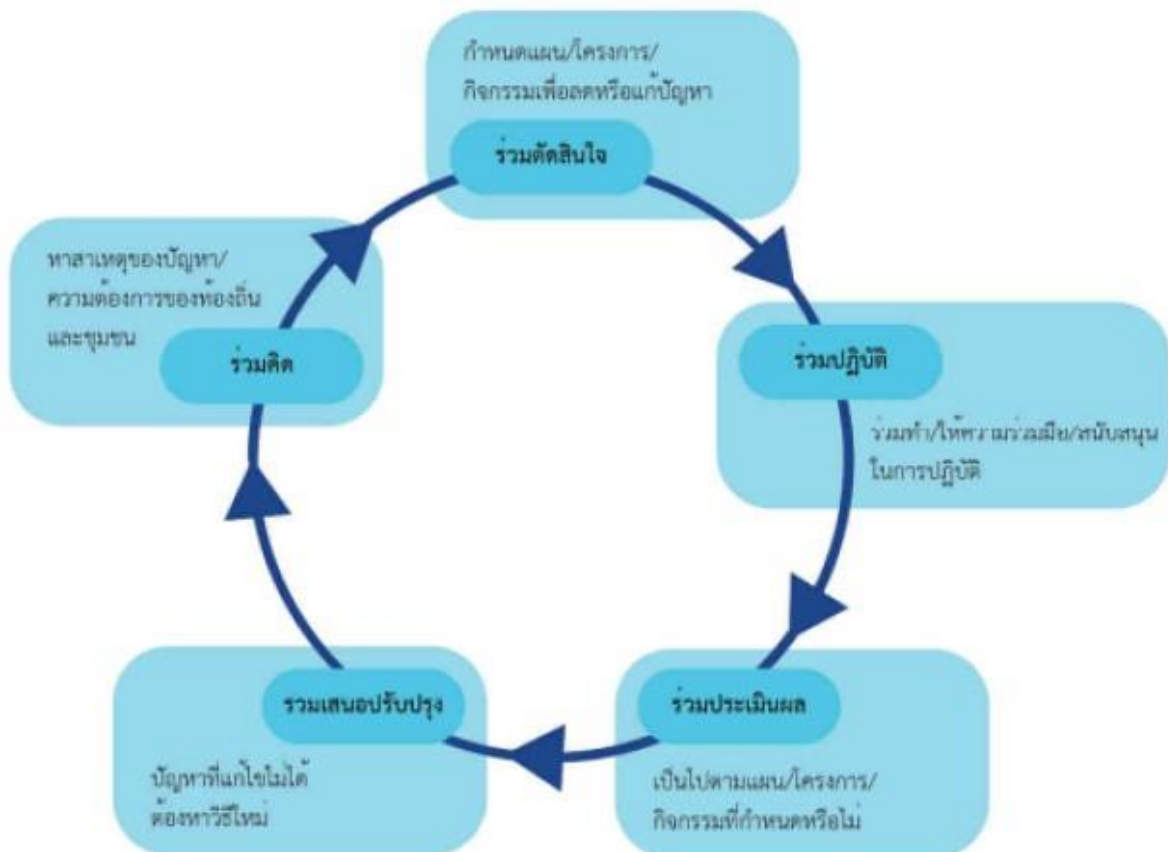 กำหนดแผน/โครงการ/
กิจกรรมเพื่อลดหรือแก้ปัญหา
ร่วมตัดสินใจ
หาสาเหตุของปัญหา/
ความต้องการของท้องถิ่น
และชุมชน
ร่วมคิด
ร่วมปฏิบัติ
ร่วมทำ/ให้ความร่วมมือ/สนับสนุน
ในการปฏิบัติ
รวมเสนอปรับปรุง
ปัญหาที่แก้ไขไม่ได้
ต้องหาวิธีใหม่
ร่วมประเมินผล
เป็นไปตามแผน/โครงการ/
กิจกรรมที่กำหนดหรือไม่